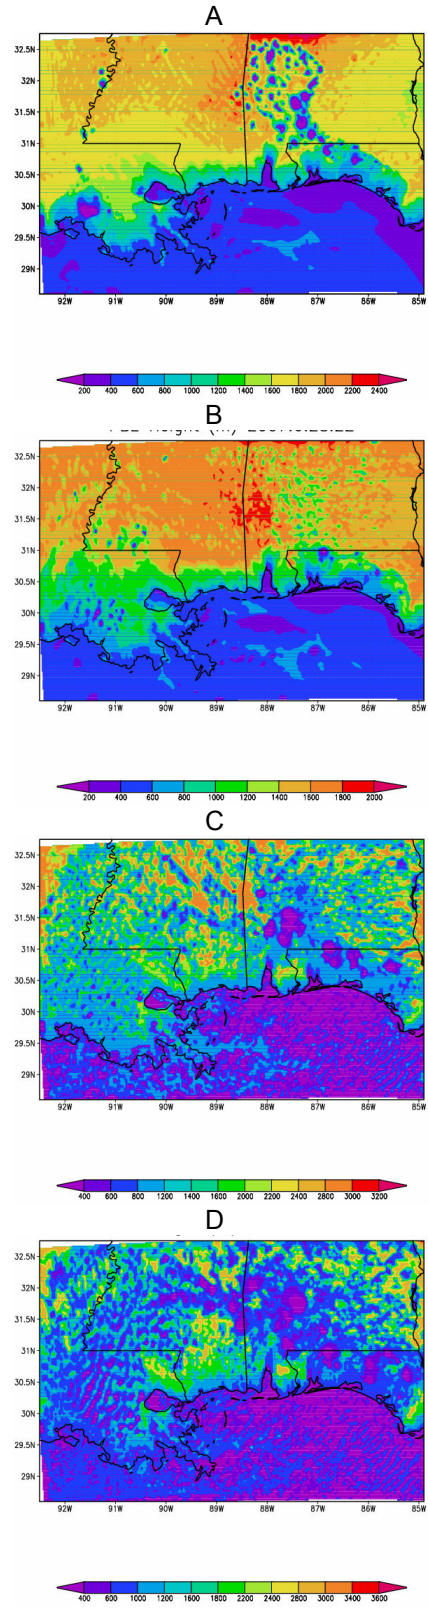 A
32.5N
32N
31.5N
31N
30.5N
30N
29.5N
29N
92W 91W 90W 89W 88W 87W 86W 85W
200 400 600 800 1000 1200 1400 1600 1800 2000 2200 2400
B
Height
32.5N
32N
31.5N
31N
30.5N
30N
29.5N
29N
92W 91W 90W 89W 88W 87W 86W 85W
200 400 600 800 1000 1200 1400 1600 1800 2000
C
32.5N
32N
31.5N
31N
30.5N
30N
29.5N
29N
92W 91W 90W 89W 88W 87W 86W 85W
400 600 800 1200 1400 1600 2000 2200 2400 2800 3000 3200
D
32.5N
32N
31.5N
31N
30.5N
30N
29.5N
29N
92W 91W 90W 89W 88W 87W 86W 85W
400 600 1000 1200 1600 1800 2200 2600 2800 3000 3400 3600